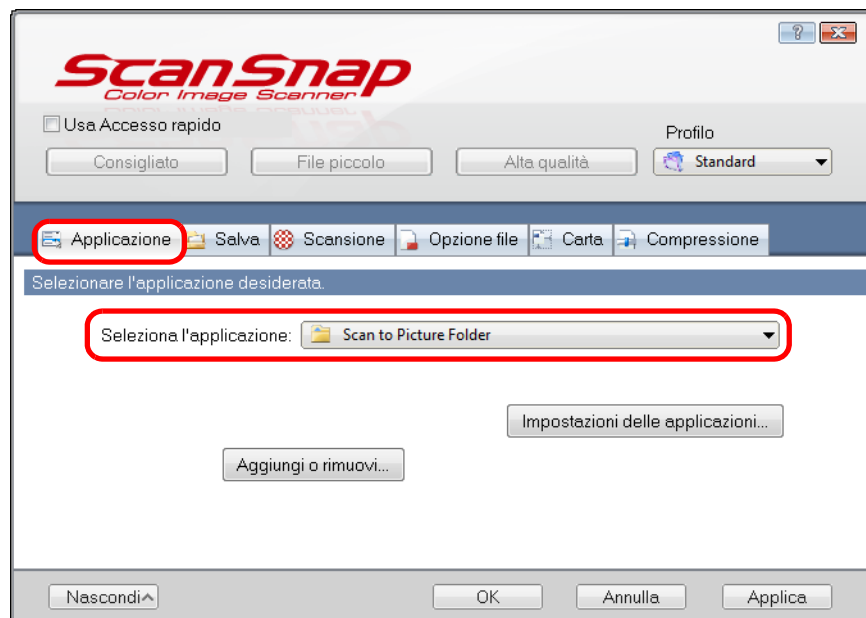 ?
ScanSnap
Color Image Scanner
Usa Accesso rapido
Profilo
Consigliato File piccolo Alta qualità Standard
Applicazione Salva Scansione Opzione file Carta Compressione
Selezionare l'applicazione desiderata.
Seleziona l'applicazione: Scan to Picture Folder
Impostazioni delle applicazioni...
Aggiungi o rimuovi...
Nascondi OK Annulla Applica